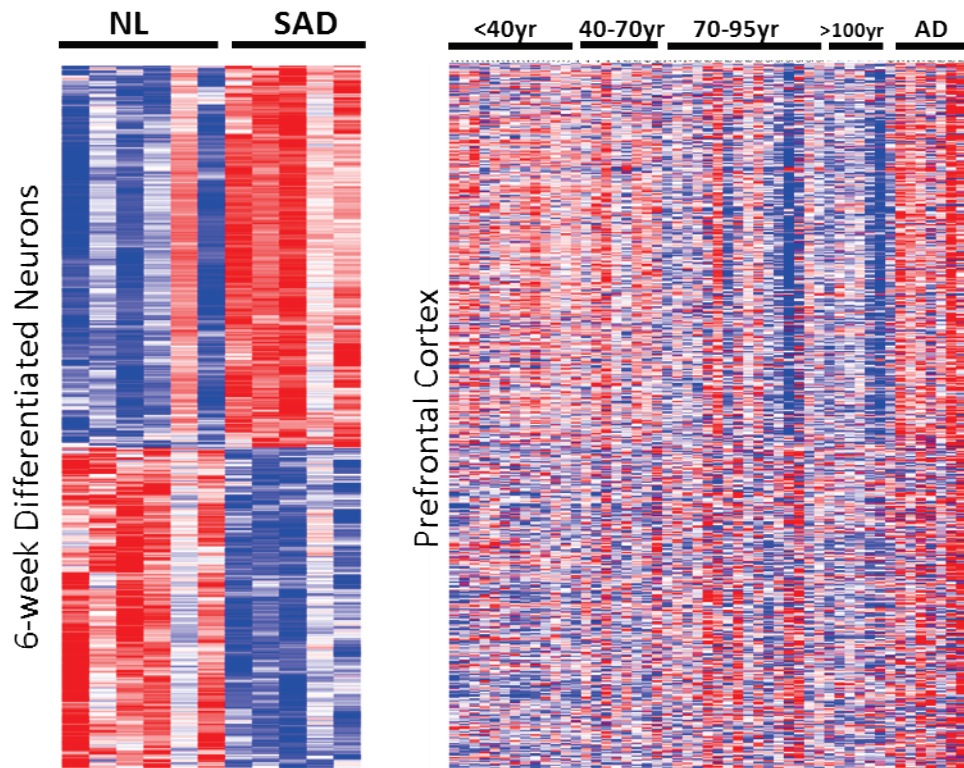 NL SAD
6-week Differentiated Neurons
<40yr 40-70yr 70-95yr >100yr AD
Prefrontal Cortex